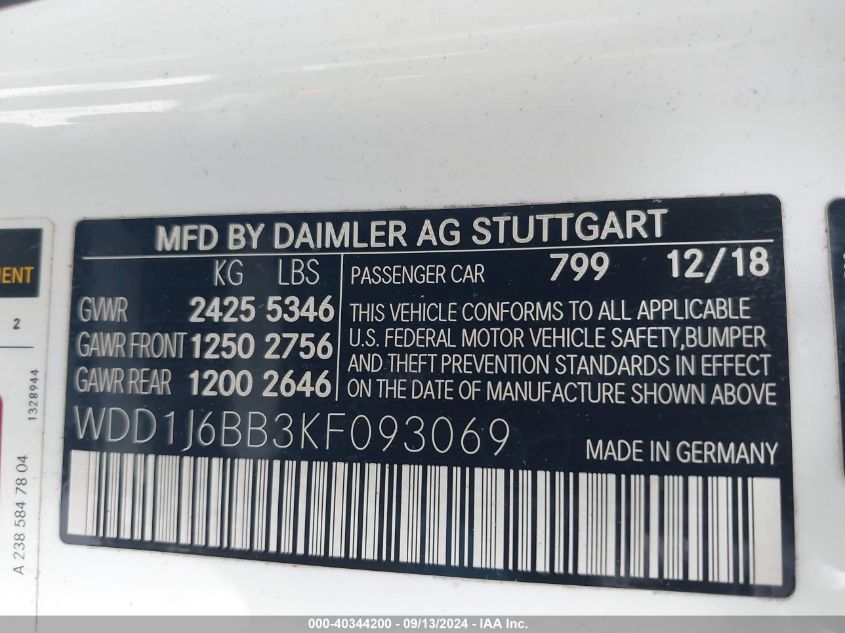 MFD BY DAIMLER AG STUTTGART
KG LBS
GVWR 2425 5346
GAWR FRONT 1250 2756
GAWR REAR 1200 2646
PASSENGER CAR 799 12/18
THIS VEHICLE CONFORMS TO ALL APPLICABLE
U.S. FEDERAL MOTOR VEHICLE SAFETY, BUMPER
AND THEFT PREVENTION STANDARDS IN EFFECT
ON THE DATE OF MANUFACTURE SHOWN ABOVE
WDD1J6BB3KF093069
MADE IN GERMANY
2
1328944
A 238 584 78 04
000-40344200 - 09/13/2024 - IAA, Inc.